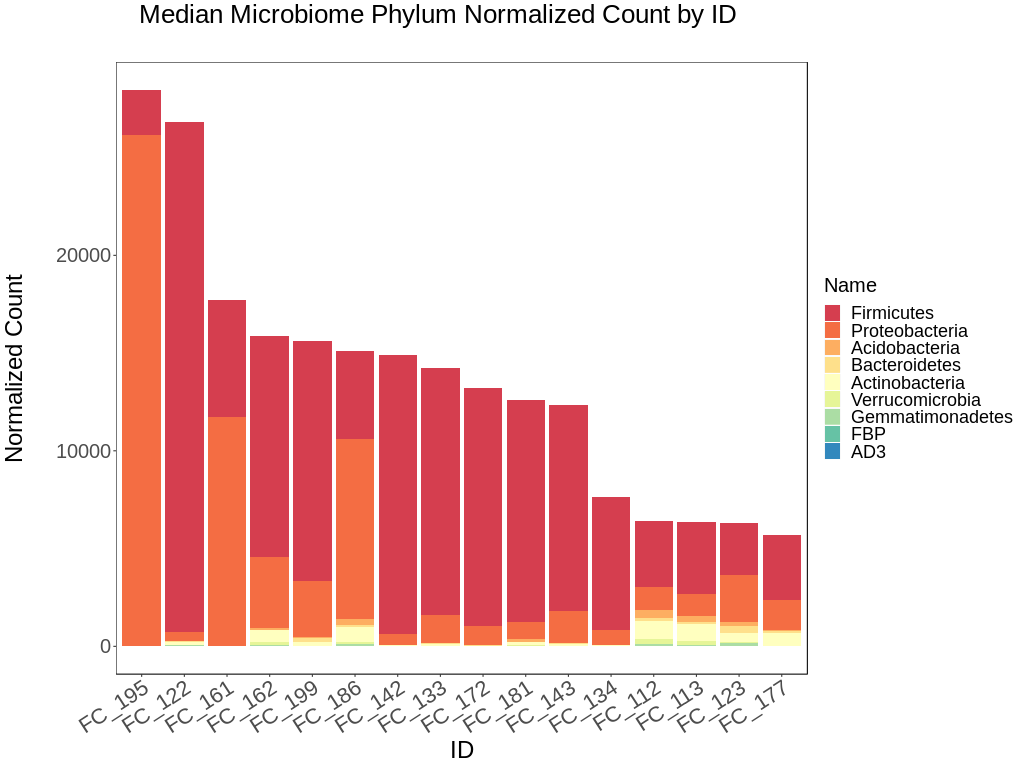 Median Microbiome Phylum Normalized Count by ID
Normalized Count
20000
10000
0
FC_195
FC_122
FC_161
FC_162
FC_199
FC_186
FC_142
FC_133
FC_172
FC_181
FC_143
FC_134
FC_112
FC_113
FC_123
FC_177
ID
Name
Firmicutes
Proteobacteria
Acidobacteria
Bacteroidetes
Actinobacteria
Verrucomicrobia
Gemmatimonadetes
FBP
AD3